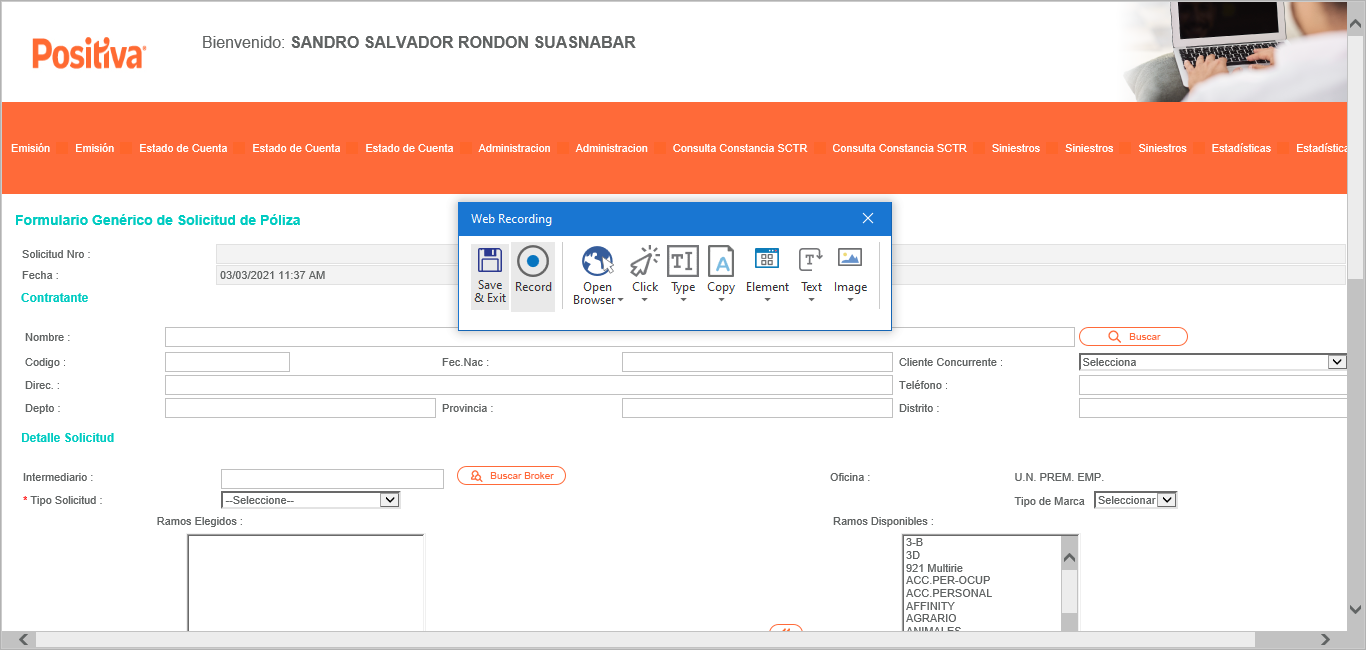 Positiva
Bienvenido: SANDRO SALVADOR RONDON SUASNABAR
Emisión Emisión Estado de Cuenta Estado de Cuenta Estado de Cuenta Administracion Administracion Consulta Constancia SCTR Consulta Constancia SCTR Siniestros Siniestros Siniestros Estadísticas Estadística
Formulario Genérico de Solicitud de Póliza
Web Recording
Save & Exit
Record
Open Browser
Click
Type
Copy
Element
Text
Image
Solicitud Nro :
Fecha : 03/03/2021 11:37 AM
Contratante
Nombre : Buscar
Codigo : Fec.Nac : Cliente Concurrente : Selecciona
Direc. : Teléfono :
Depto : Provincia : Distrito :
Detalle Solicitud
Intermediario : Buscar Broker Oficina : U.N. PREM. EMP.
* Tipo Solicitud : --Seleccione-- Tipo de Marca Seleccionar
Ramos Elegidos : Ramos Disponibles :
3-B
3D
921 Multirie
ACC.PER-OCUP
ACC.PERSONAL
AFFINITY
AGRARIO
ANIMALES